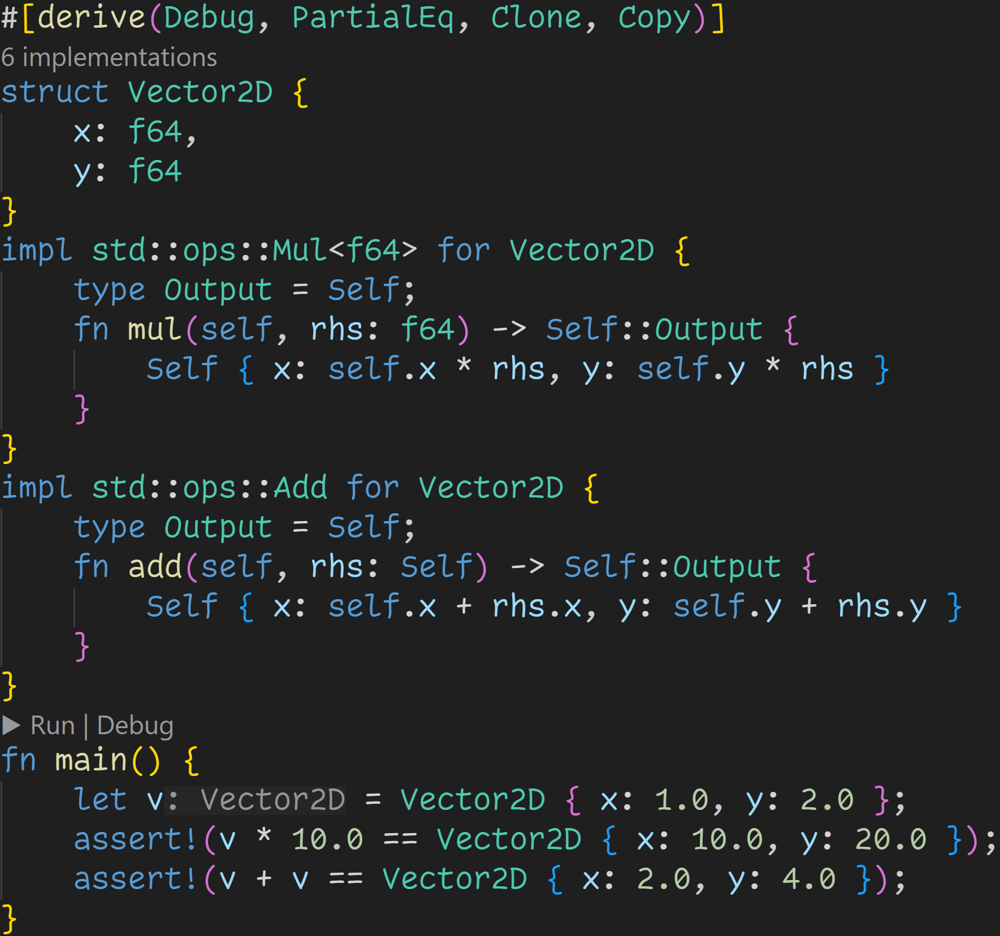 #[derive(Debug, PartialEq, Clone, Copy)]
6 implementations
struct Vector2D {
    x: f64,
    y: f64
}
impl std::ops::Mul<f64> for Vector2D {
    type Output = Self;
    fn mul(self, rhs: f64) -> Self::Output {
        Self { x: self.x * rhs, y: self.y * rhs }
    }
}
impl std::ops::Add for Vector2D {
    type Output = Self;
    fn add(self, rhs: Self) -> Self::Output {
        Self { x: self.x + rhs.x, y: self.y + rhs.y }
    }
}
▶ Run | Debug
fn main() {
    let v: Vector2D = Vector2D { x: 1.0, y: 2.0 };
    assert!(v * 10.0 == Vector2D { x: 10.0, y: 20.0 });
    assert!(v + v == Vector2D { x: 2.0, y: 4.0 });
}